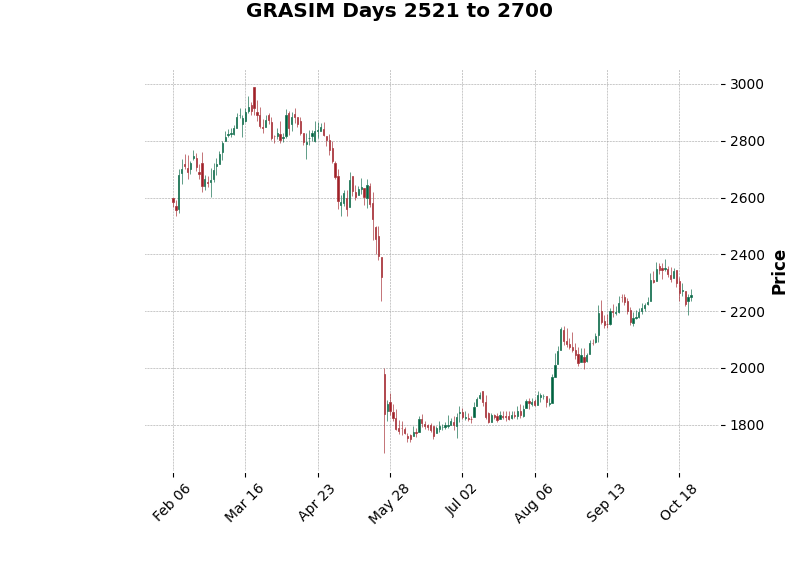 GRASIM Days 2521 to 2700
3000
2800
2600
2400
2200
2000
1800
Price
Feb 06
Mar 16
Apr 23
May 28
Jul 02
Aug 06
Sep 13
Oct 18